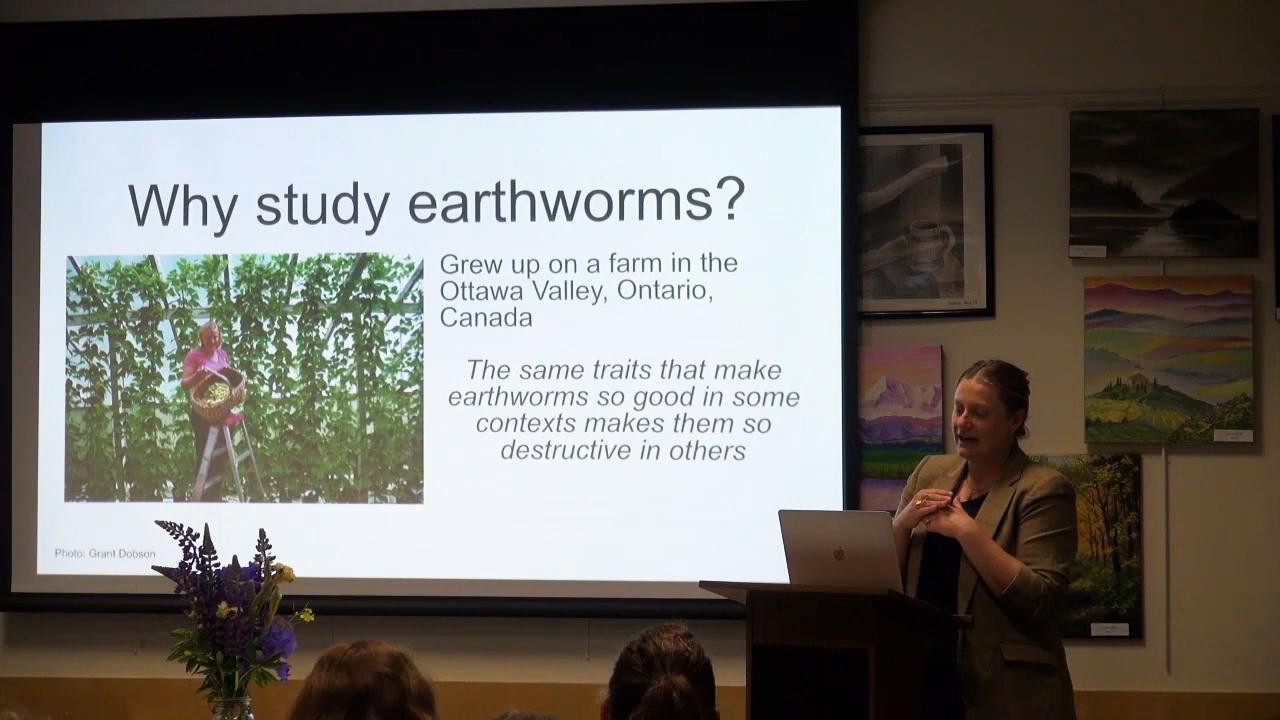 Why study earthworms?
Grew up on a farm in the
Ottawa Valley, Ontario,
Canada
The same traits that make
earthworms so good in some
contexts makes them so
destructive in others
Photo: Grant Dobson